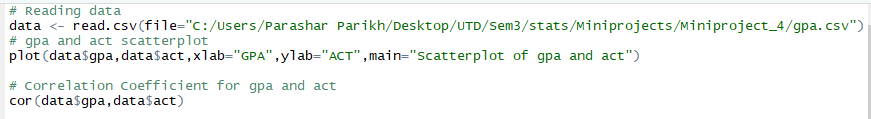 # Reading data
data <- read.csv(file="C:/Users/Parashar Parikh/Desktop/UTD/Sem3/stats/Miniprojects/Miniproject_4/gpa.csv")
# gpa and act scatterplot
plot(data$gpa,data$act,xlab="GPA",ylab="ACT",main="Scatterplot of gpa and act")
# Correlation Coefficient for gpa and act
cor(data$gpa,data$act)